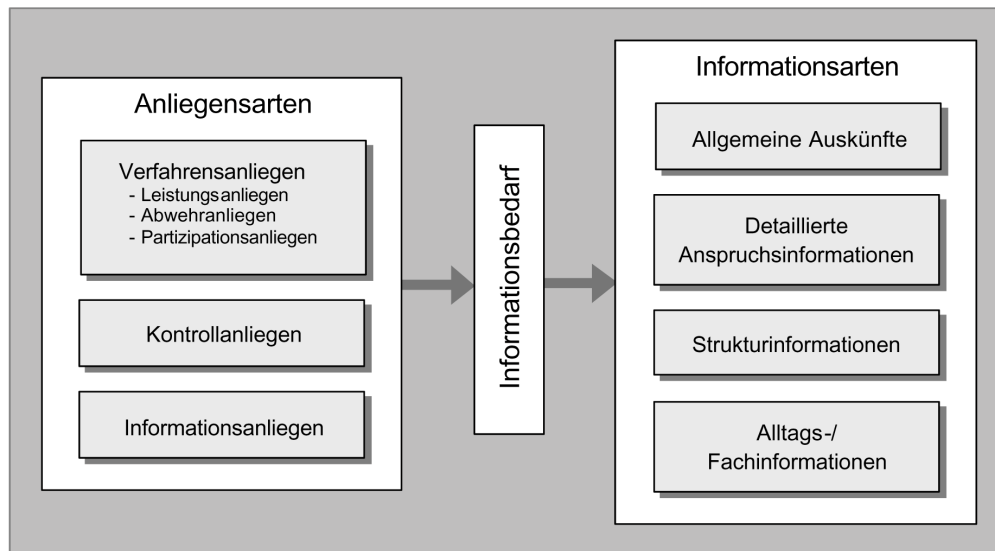 Anliegensarten
Verfahrensanliegen
- Leistungsanliegen
- Abwehranliegen
- Partizipationsanliegen
Kontrollanliegen
Informationsanliegen
Informationsbedarf
Informationsarten
Allgemeine Auskünfte
Detaillierte
Anspruchsinformationen
Strukturinformationen
Alltags-/
Fachinformationen